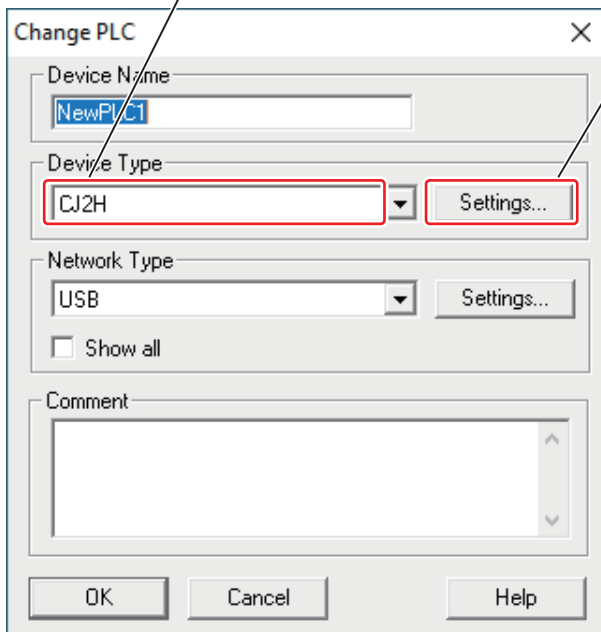 Change PLC
Device Name
NewPLC1
Device Type
CJ2H
Settings...
Network Type
USB
Settings...
Show all
Comment
OK
Cancel
Help